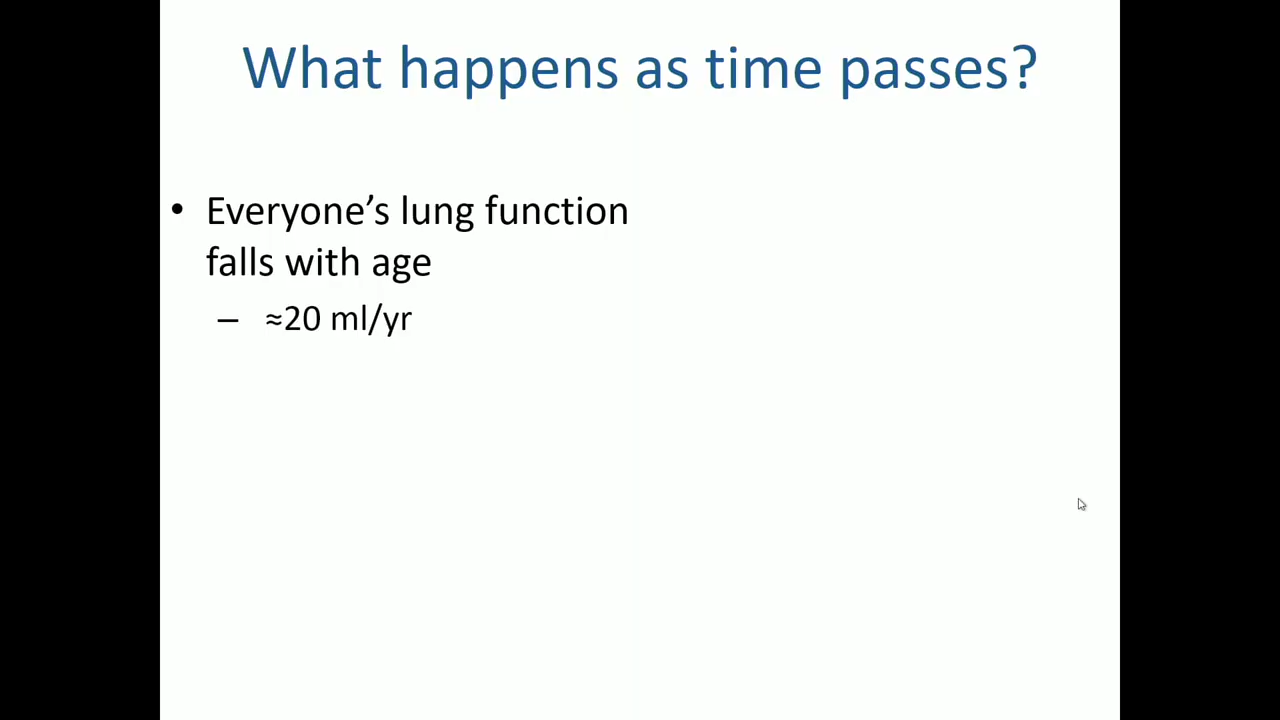 What happens as time passes?
• Everyone’s lung function
falls with age
– ≈20 ml/yr